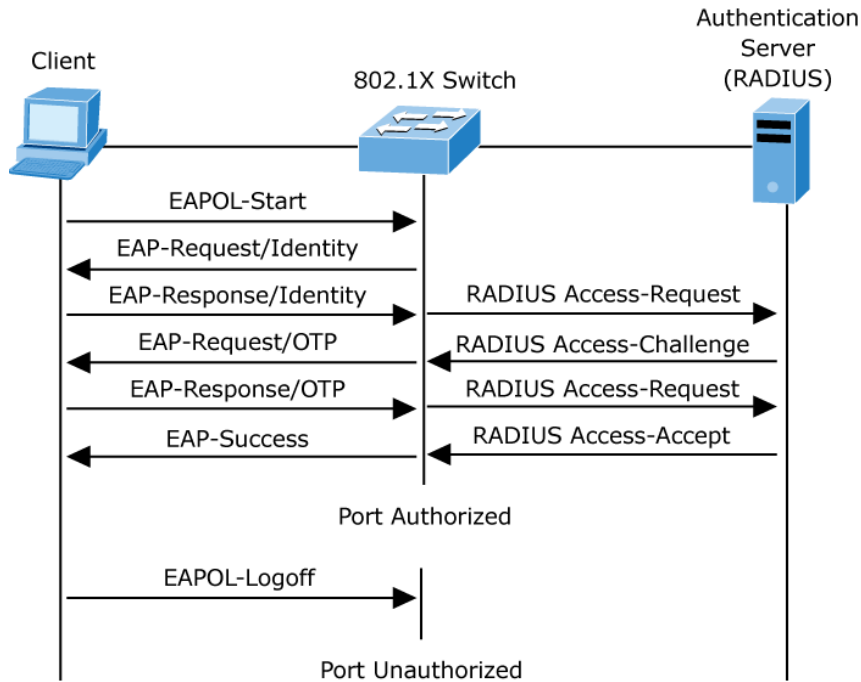 Authentication
Server
(RADIUS)
Client
802.1X Switch
EAPOL-Start
EAP-Request/Identity
EAP-Response/Identity
RADIUS Access-Request
EAP-Request/OTP
RADIUS Access-Challenge
EAP-Response/OTP
RADIUS Access-Request
EAP-Success
RADIUS Access-Accept
Port Authorized
EAPOL-Logoff
Port Unauthorized